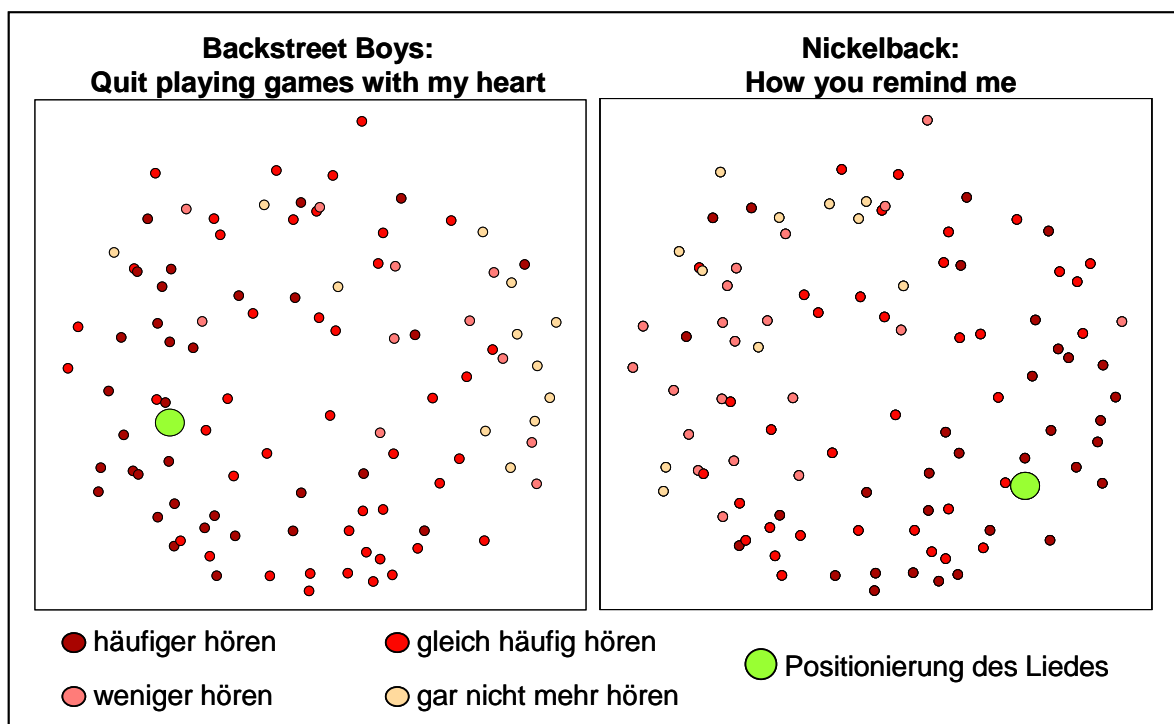 Backstreet Boys:
Quit playing games with my heart
Nickelback:
How you remind me
häufiger hören
gleich häufig hören
Positionierung des Liedes
weniger hören
gar nicht mehr hören